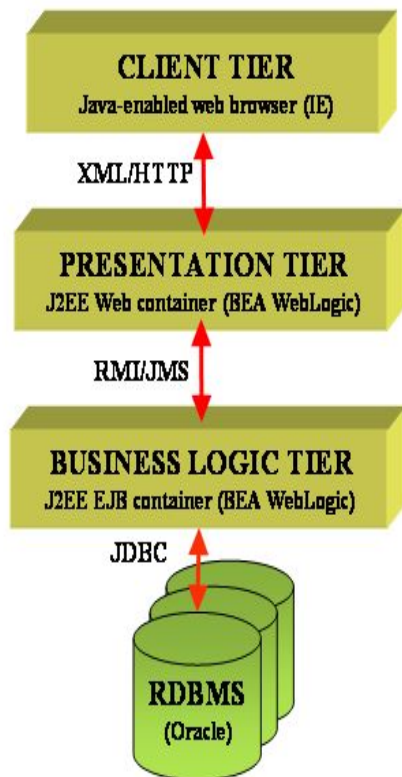 CLIENT TIER
Java-enabled web browser (IE)
XML/HTTP
PRESENTATION TIER
J2EE Web container (BEA WebLogic)
RMI/JMS
BUSINESS LOGIC TIER
J2EE EJB container (BEA WebLogic)
JDBC
RDBMS
(Oracle)